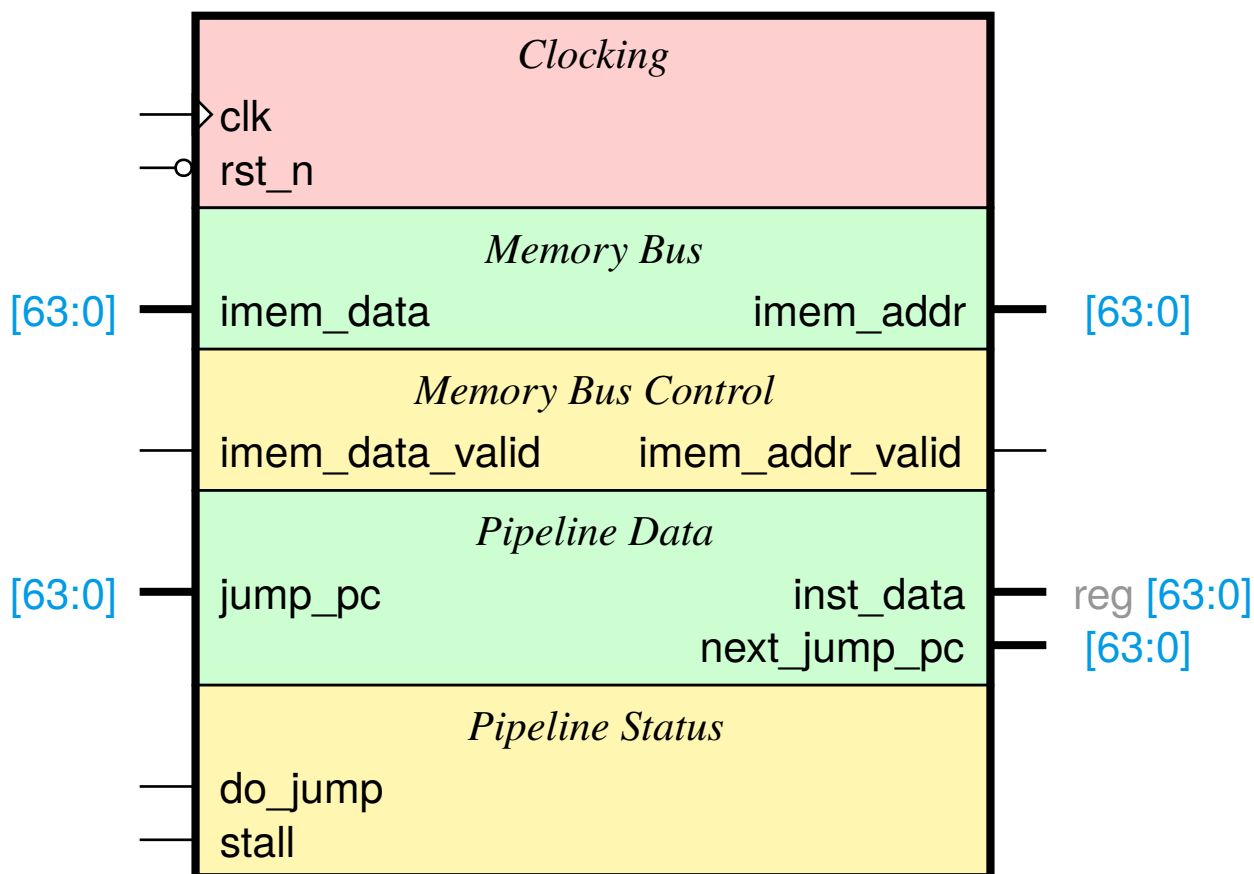 Clocking
clk
rst_n
Memory Bus
[63:0] imem_data imem_addr [63:0]
Memory Bus Control
imem_data_valid imem_addr_valid
Pipeline Data
[63:0] jump_pc inst_data reg [63:0]
next_jump_pc [63:0]
Pipeline Status
do_jump
stall